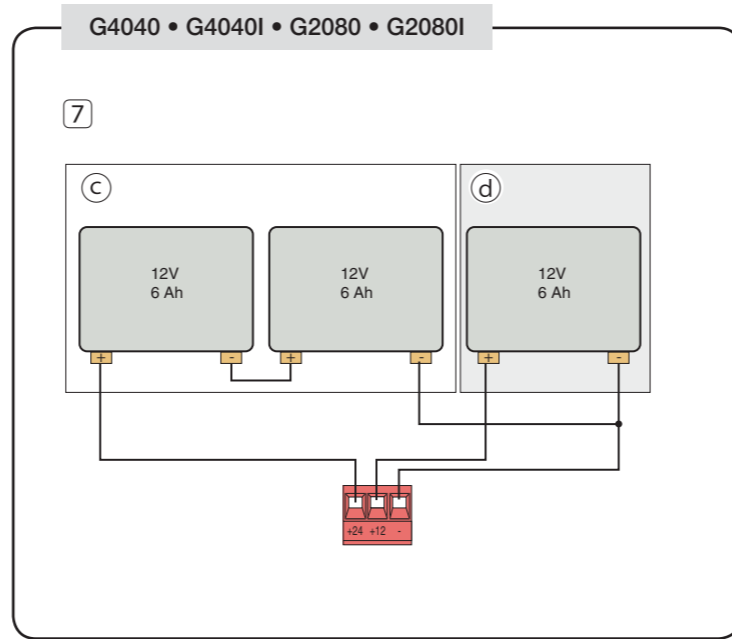 G4040 • G4040I • G2080 • G2080I
7
c
d
12V
6 Ah
12V
6 Ah
12V
6 Ah
+ - + - + -
+24 +12 -